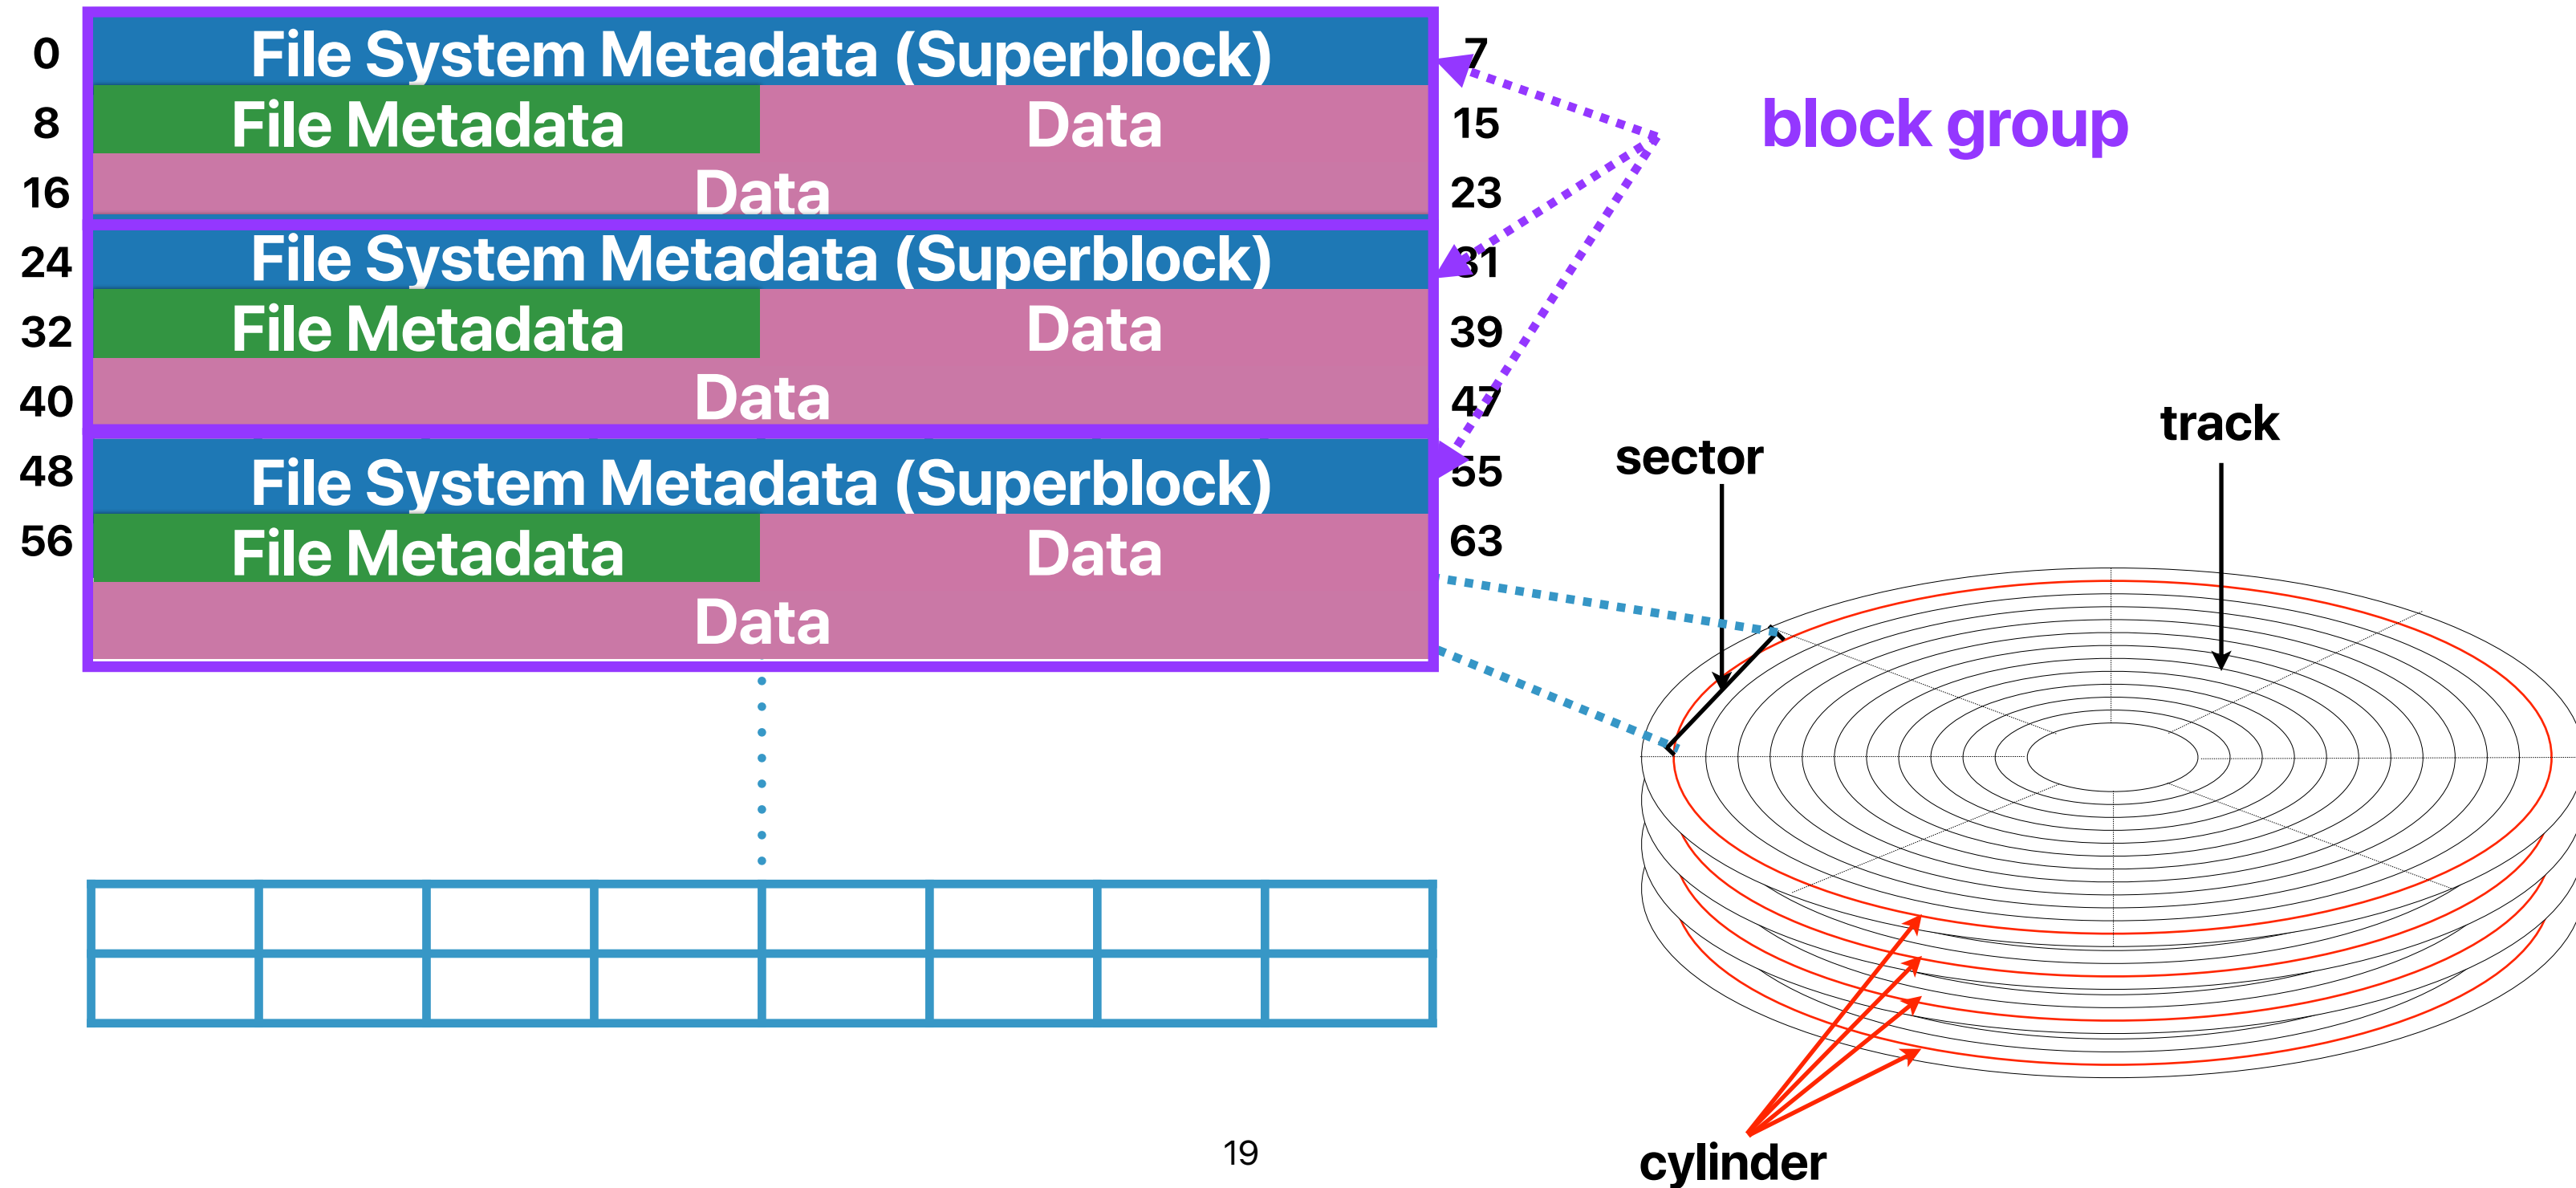 0 File System Metadata (Superblock) 7
8 File Metadata Data 15
16 Data 23
24 File System Metadata (Superblock) 31
32 File Metadata Data 39
40 Data 47
48 File System Metadata (Superblock) 55
56 File Metadata Data 63
Data
block group
sector
track
cylinder
19